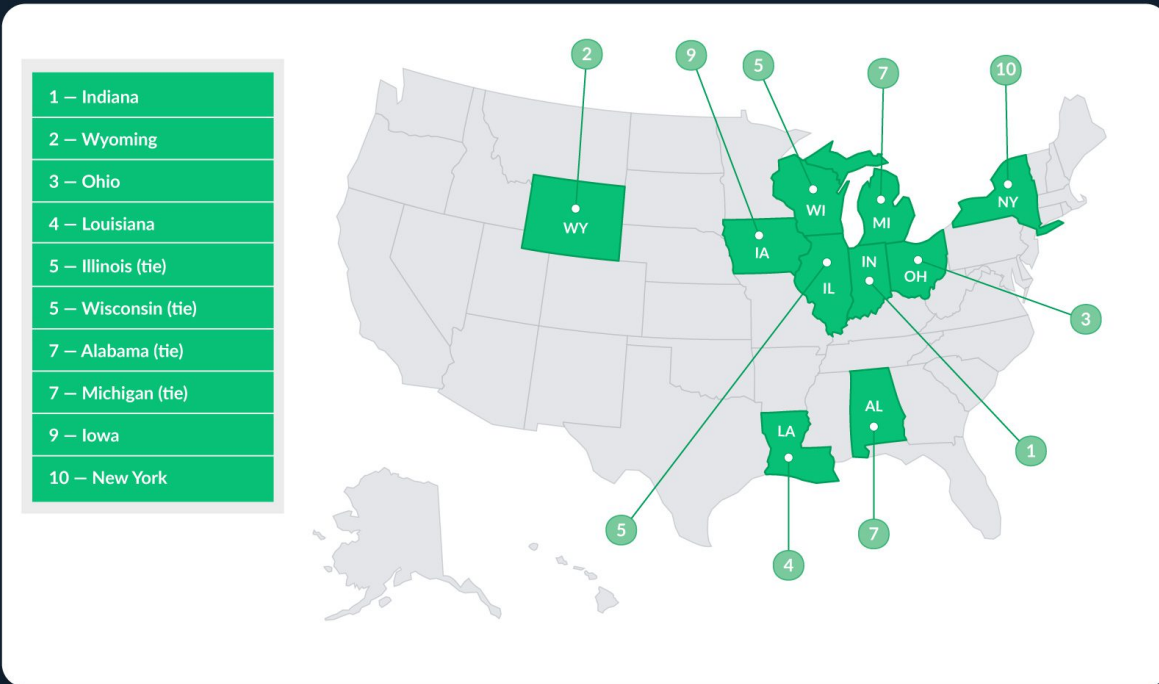 1 — Indiana
2 — Wyoming
3 — Ohio
4 — Louisiana
5 — Illinois (tie)
5 — Wisconsin (tie)
7 — Alabama (tie)
7 — Michigan (tie)
9 — Iowa
10 — New York
2
9
5
7
10
WY
WI
MI
NY
IA
IN
OH
IL
3
AL
LA
1
5
7
4